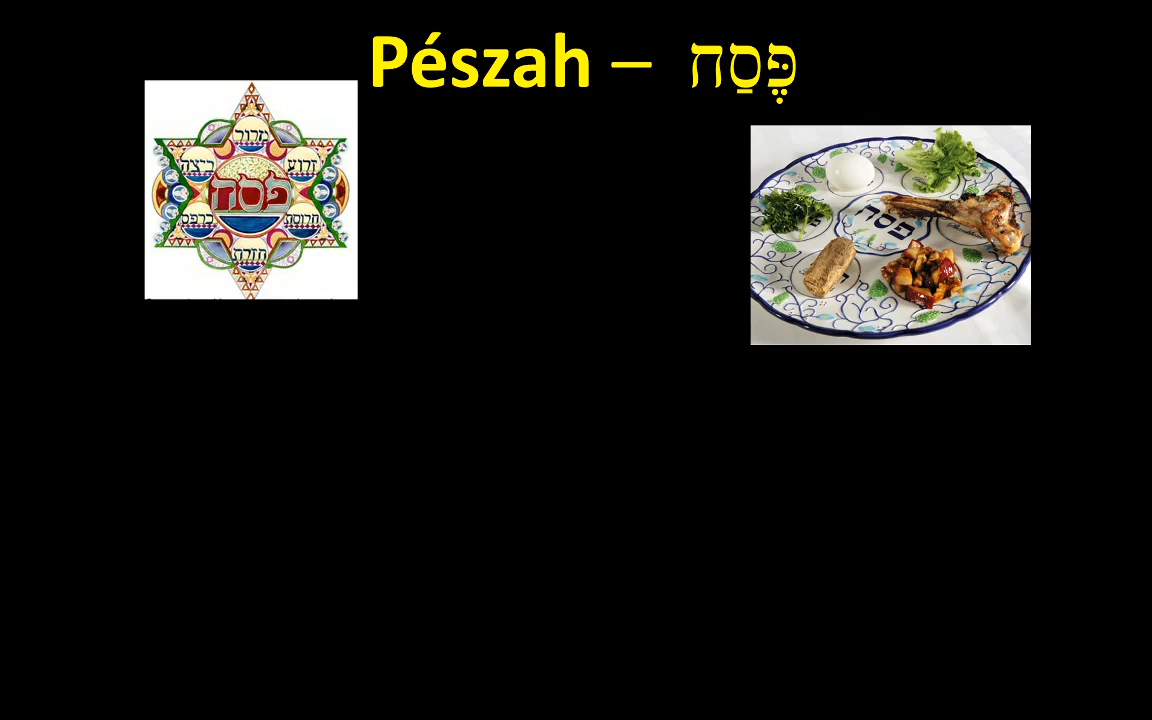 Pészah – פֶּסַח
מרור
ביצה
זרוע
פסח
כרפס
חרוסת
חזרת
פסח